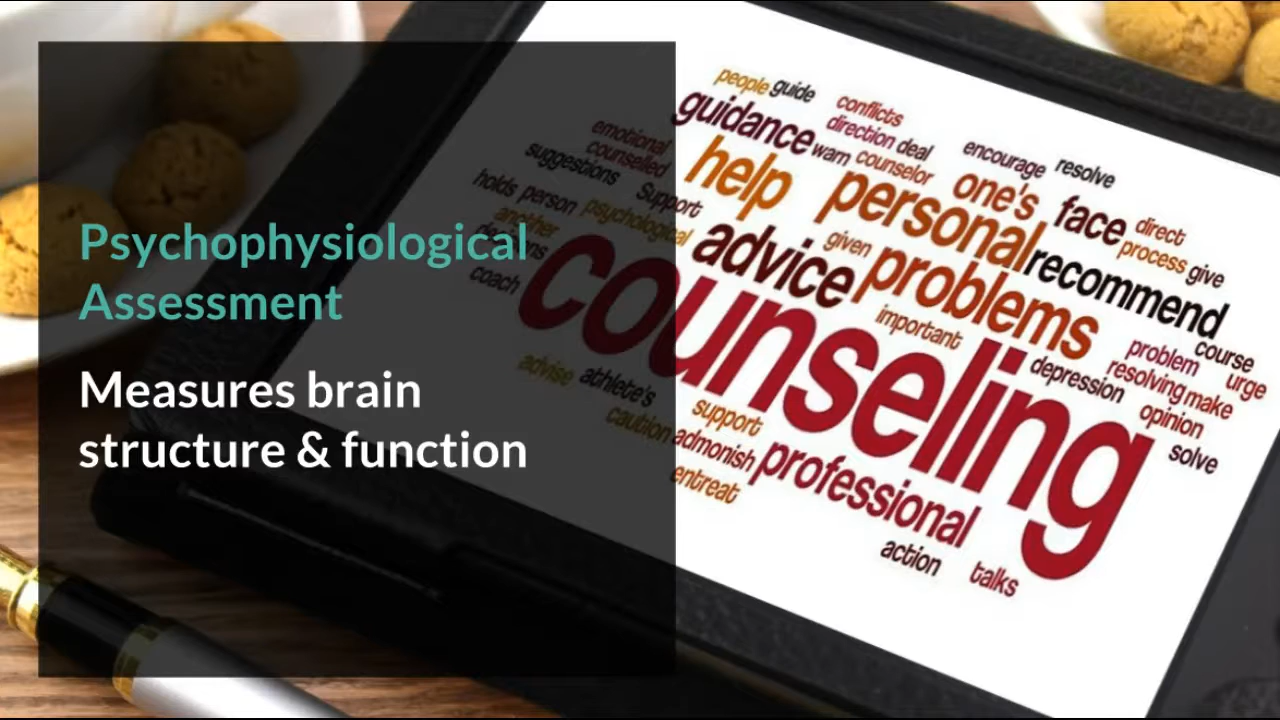 Psychophysiological
Assessment
Measures brain
structure & function
people guide
conflicts
guidance
direction deal
encourage resolve
emotional
counselled
warn counselor
suggestions Support
help personal one's face direct
holds person psychological
another
given
process give
decisions
advice problems recommend
coach
counseling
important
problem course
depression resolving make urge
advise athlete's
opinion
caution support
solve
admonish professional
entreat
action talks